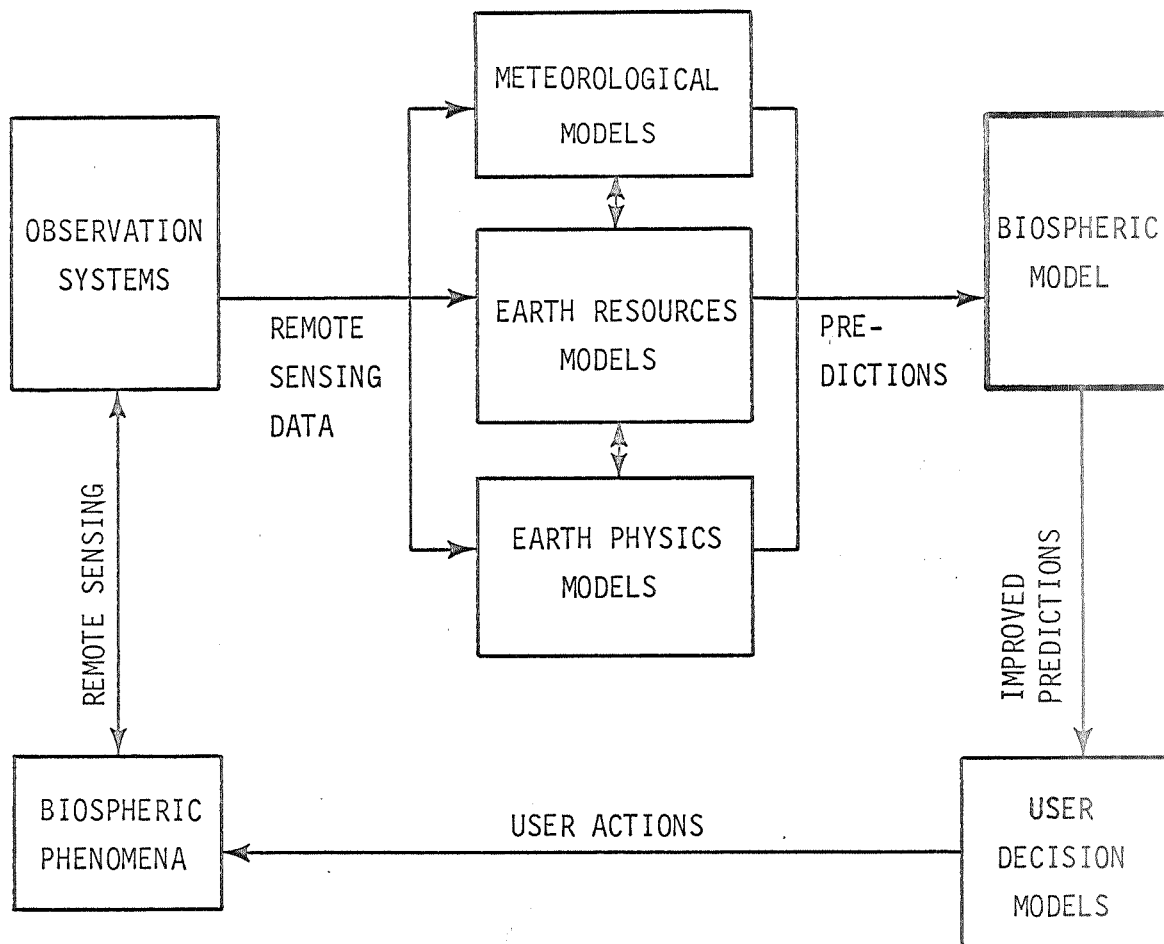 METEOROLOGICAL
MODELS
OBSERVATION
SYSTEMS
REMOTE
SENSING
DATA
EARTH RESOURCES
MODELS
PRE-
DICTIONS
BIOSPHERIC
MODEL
EARTH PHYSICS
MODELS
REMOTE SENSING
IMPROVED
PREDICTIONS
BIOSPHERIC
PHENOMENA
USER ACTIONS
USER
DECISION
MODELS